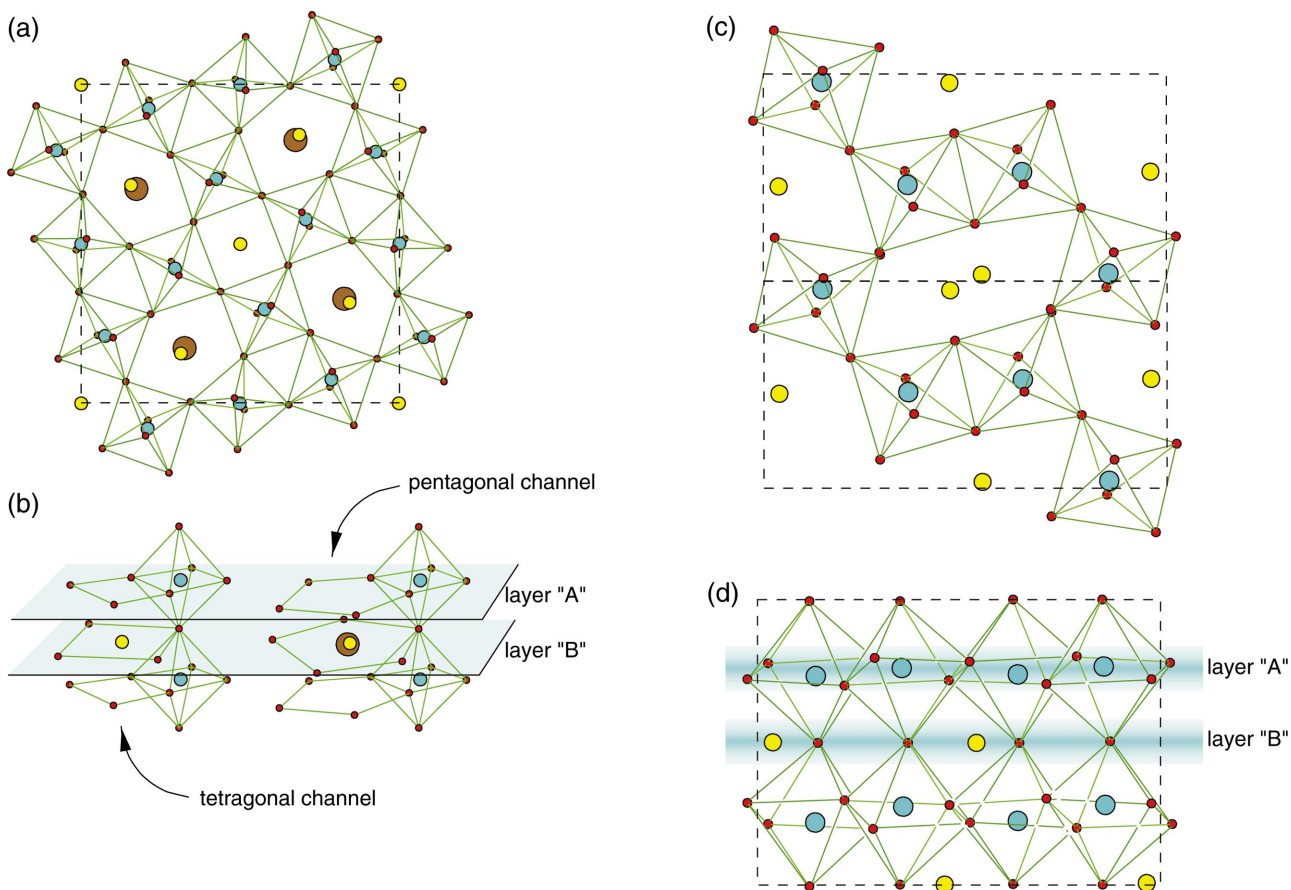 (a)
(b)
pentagonal channel
layer "A"
layer "B"
tetragonal channel
(c)
(d)
layer "A"
layer "B"